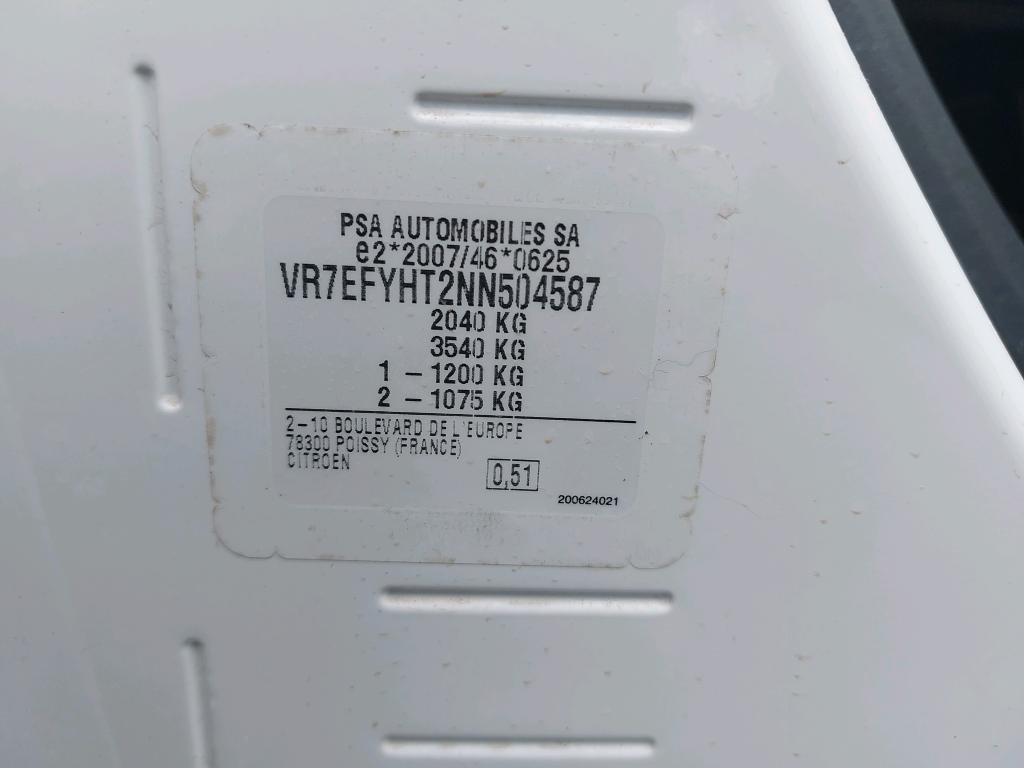 PSA AUTOMOBILES SA
e2*2007/46*0625
VR7EFYHT2NN504587
2040 KG
3540 KG
1 - 1200 KG
2 - 1075 KG
2-10 BOULEVARD DE L'EUROPE
78300 POISSY (FRANCE)
CITROEN
0,51
200624021